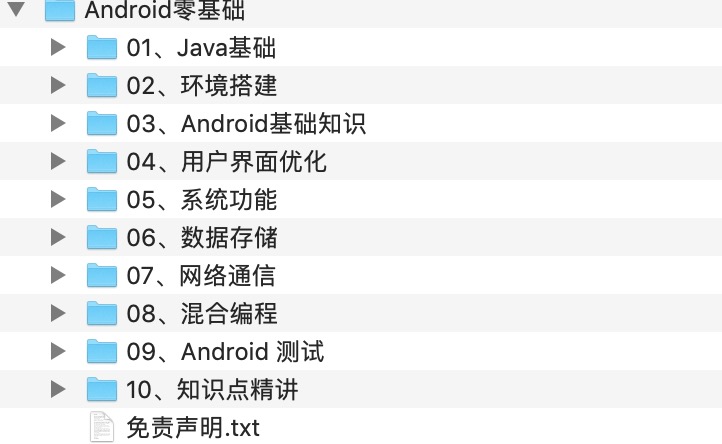 Android零基础
01、Java基础
02、环境搭建
03、Android基础知识
04、用户界面优化
05、系统功能
06、数据存储
07、网络通信
08、混合编程
09、Android 测试
10、知识点精讲
免责声明.txt